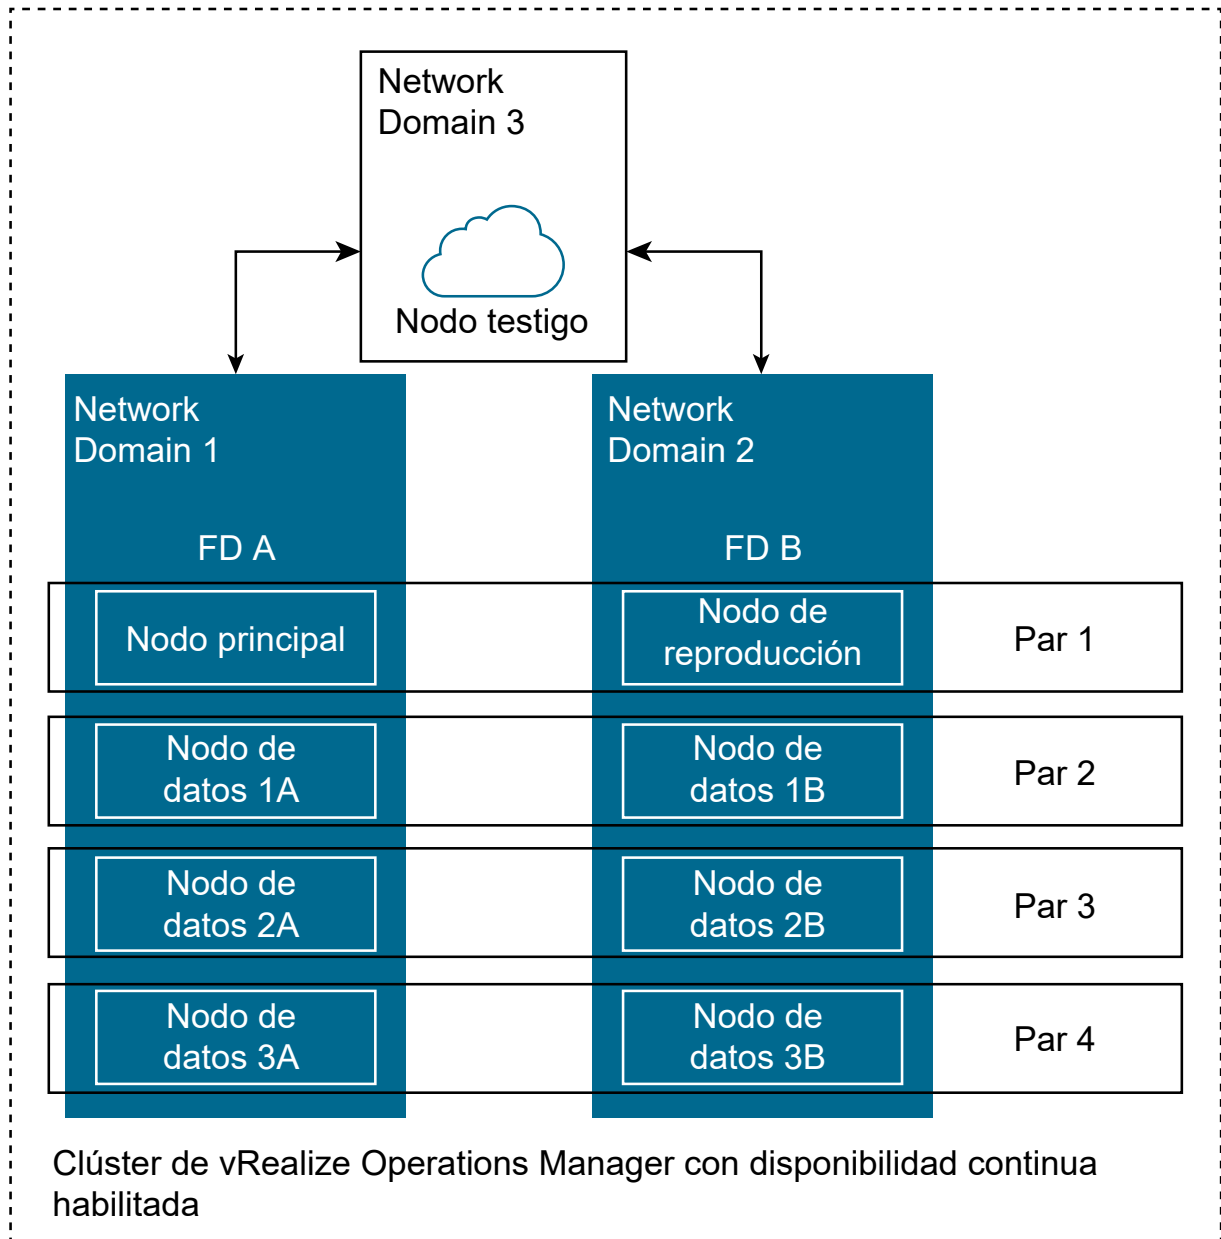 Network
Domain 3
Nodo testigo
Network
Domain 1
Network
Domain 2
FD A
FD B
Nodo principal
Nodo de
reproducción
Par 1
Nodo de
datos 1A
Nodo de
datos 1B
Par 2
Nodo de
datos 2A
Nodo de
datos 2B
Par 3
Nodo de
datos 3A
Nodo de
datos 3B
Par 4
Clúster de vRealize Operations Manager con disponibilidad continua
habilitada